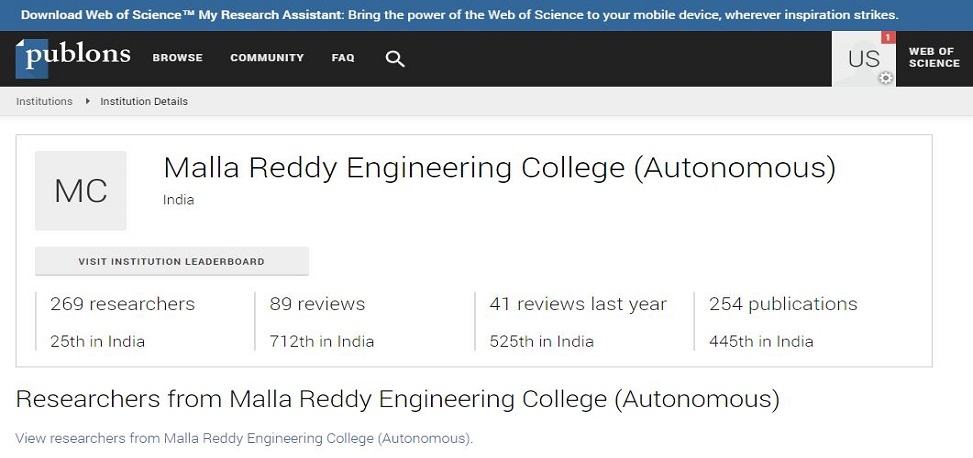 Download Web of Science™ My Research Assistant: Bring the power of the Web of Science to your mobile device, wherever inspiration strikes.
publons BROWSE COMMUNITY FAQ US 1 WEB OF SCIENCE
Institutions Institution Details
MC
Malla Reddy Engineering College (Autonomous)
India
VISIT INSTITUTION LEADERBOARD
269 researchers 89 reviews 41 reviews last year 254 publications
25th in India 712th in India 525th in India 445th in India
Researchers from Malla Reddy Engineering College (Autonomous)
View researchers from Malla Reddy Engineering College (Autonomous).